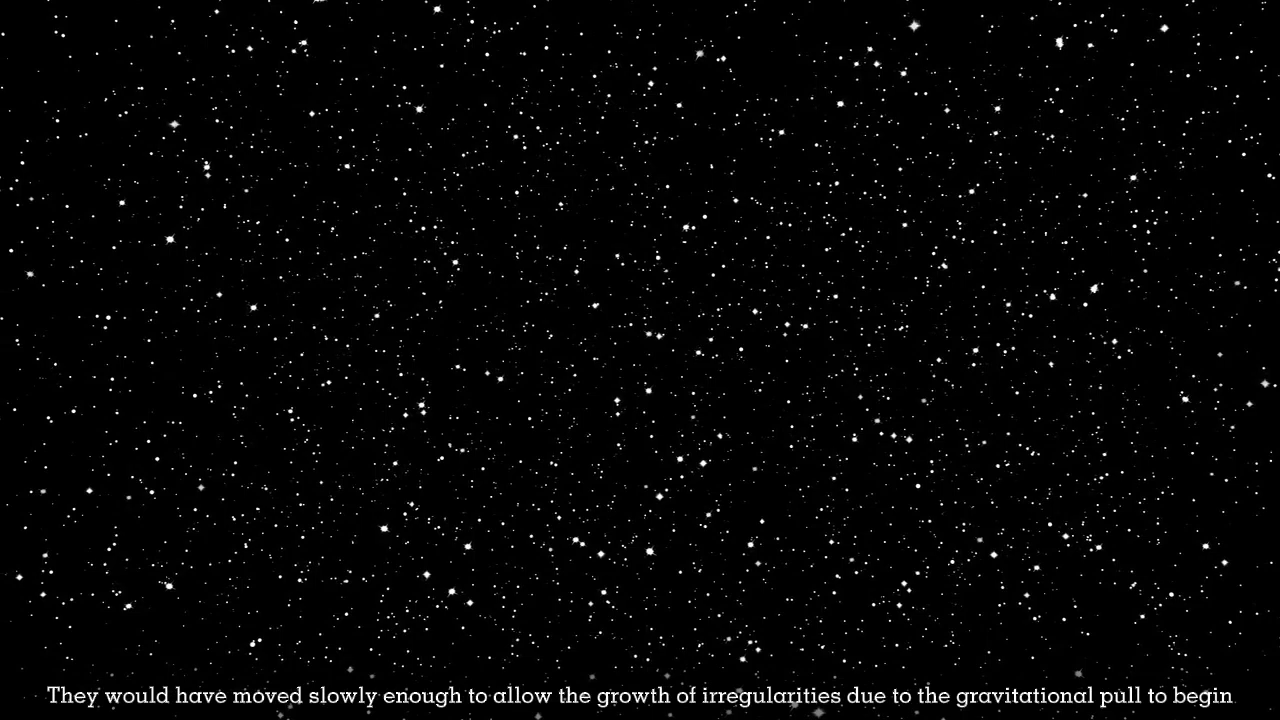 They would have moved slowly enough to allow the growth of irregularities due to the gravitational pull to begin